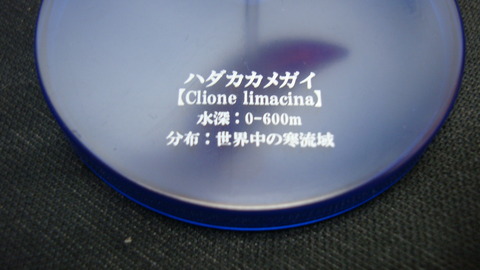 ハダカカメガイ
【Clione limacina】
水深：0-600m
分布：世界中の寒流域